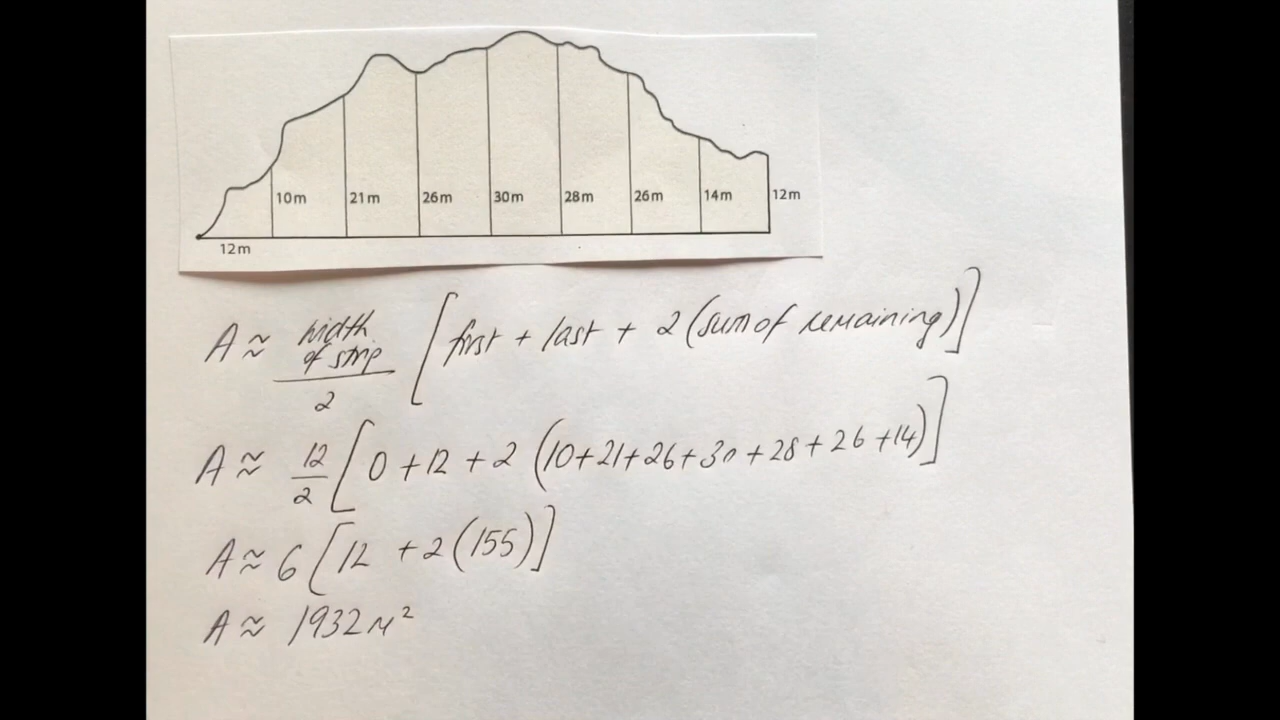 10m 21m 26m 30m 28m 26m 14m 12m
12m
A ≈ width of strip / 2 [first + last + 2 (sum of remaining)]
A ≈ 12/2 [0 + 12 + 2 (10+21+26+30+28+26+14)]
A ≈ 6 [12 + 2(155)]
A ≈ 1932 m²